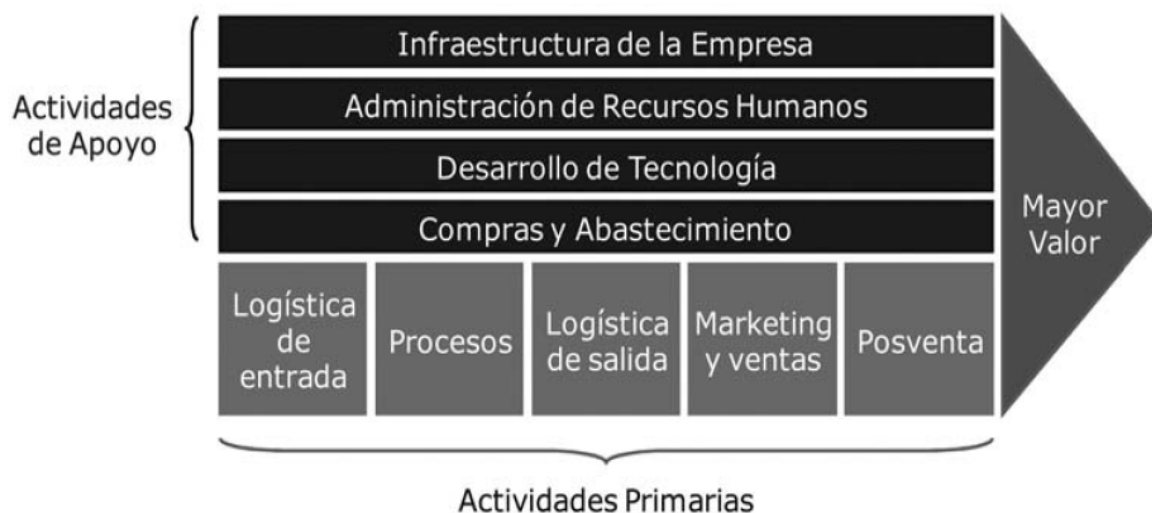 Infraestructura de la Empresa
Administración de Recursos Humanos
Desarrollo de Tecnología
Compras y Abastecimiento
Actividades
de Apoyo
Logística
de
entrada
Procesos
Logística
de salida
Marketing
y ventas
Posventa
Mayor
Valor
Actividades Primarias